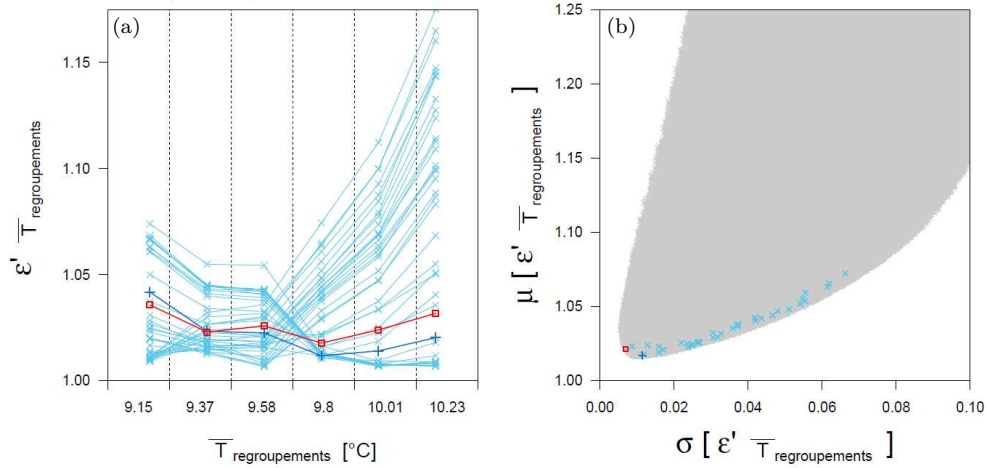 (a)
1.15
1.10
1.05
1.00
ε' T regroupements
9.15 9.37 9.58 9.8 10.01 10.23
T regroupements [°C]
(b)
1.25
1.20
1.15
1.10
1.05
1.00
μ [ ε' T regroupements ]
0.00 0.02 0.04 0.06 0.08 0.10
σ [ ε' T regroupements ]